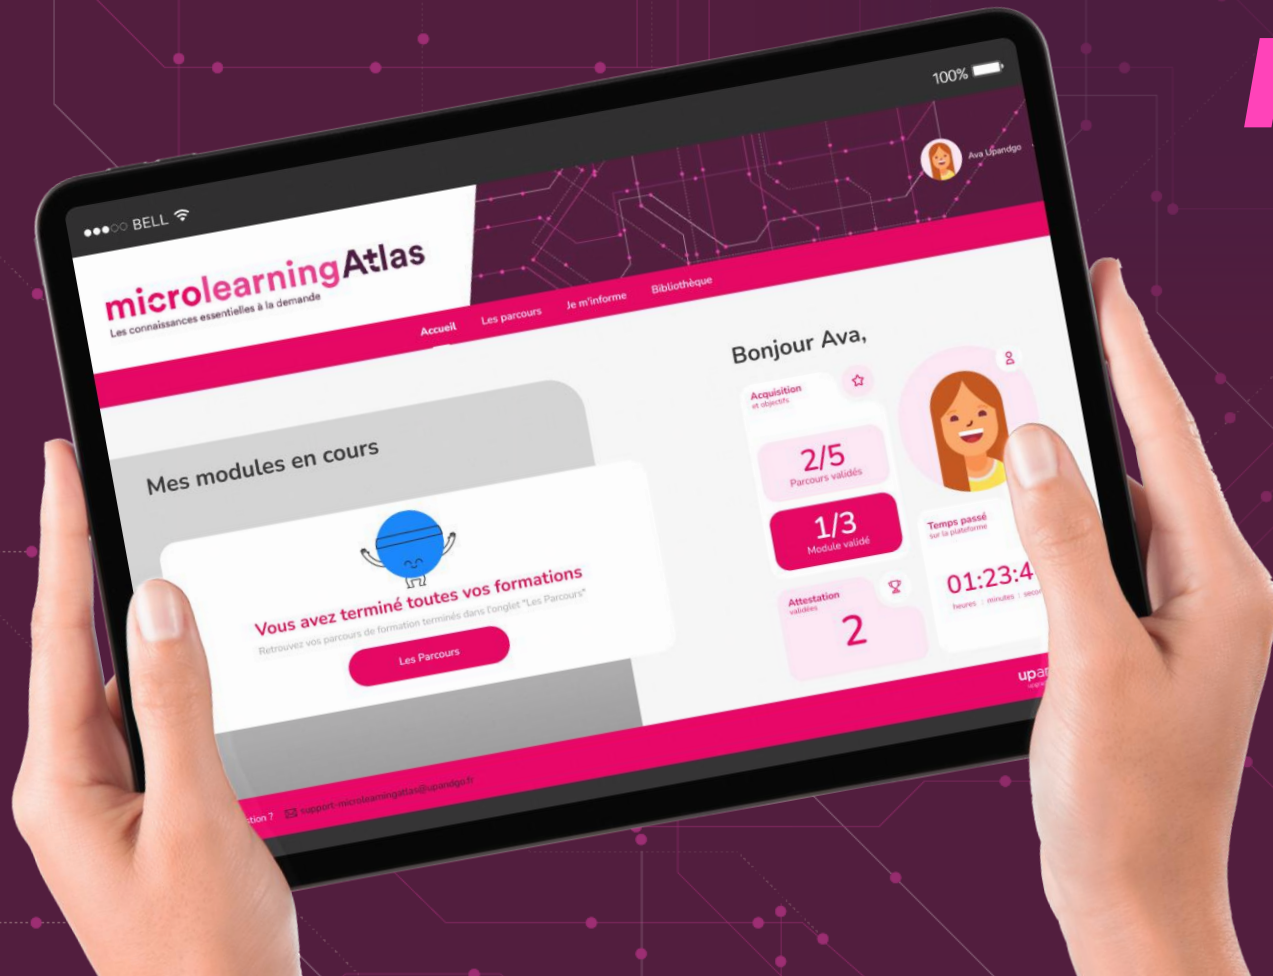 BELL
100%
Ava Upandgo
microlearningAtlas
Les connaissances essentielles à la demande
Accueil
Les parcours
Je m'informe
Bibliothèque
Mes modules en cours
Vous avez terminé toutes vos formations
Retrouvez vos parcours de formation terminés dans l'onglet "Les Parcours"
Les Parcours
Bonjour Ava,
Acquisition
et objectifs
2/5
Parcours validés
1/3
Module validé
Attestation
validées
2
Temps passé
sur la plateforme
01:23:4
heures : minutes :
support-microlearningatlas@upandgo.fr